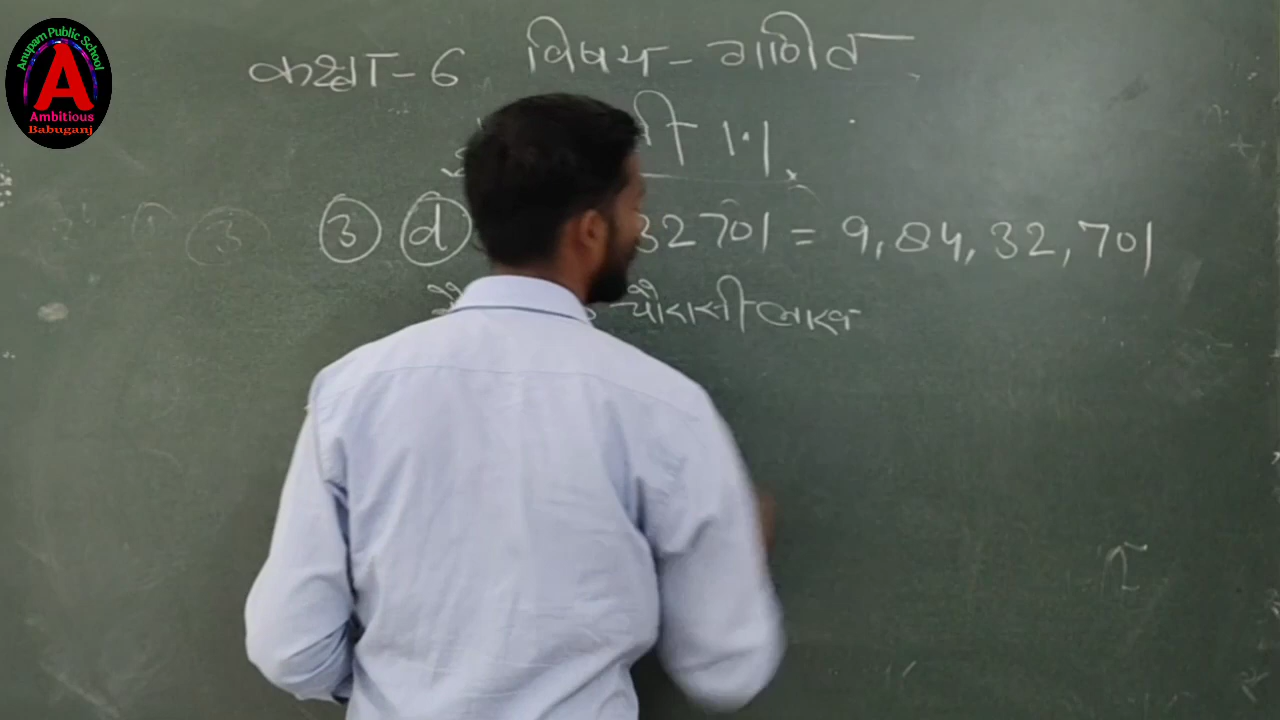 Anupam Public School
A
Ambitious
Babuganj
कक्षा - 6 विषय - गणित
1.1
③ ⓓ 32701 = 9,84,32,701
चौरासी लाख